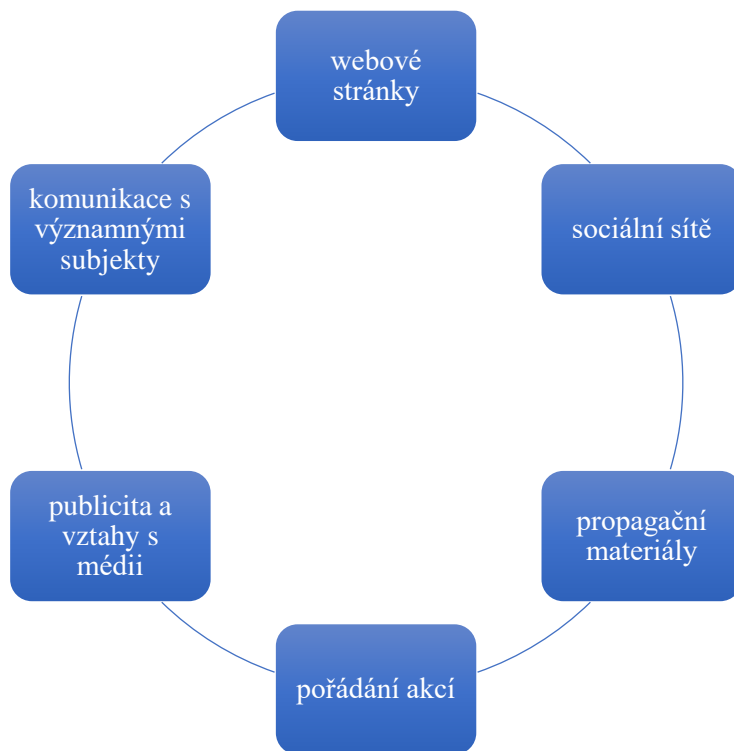 webové
stránky
sociální sítě
propagační
materiály
pořádání akcí
publicita a
vztahy s
médii
komunikace s
významnými
subjekty